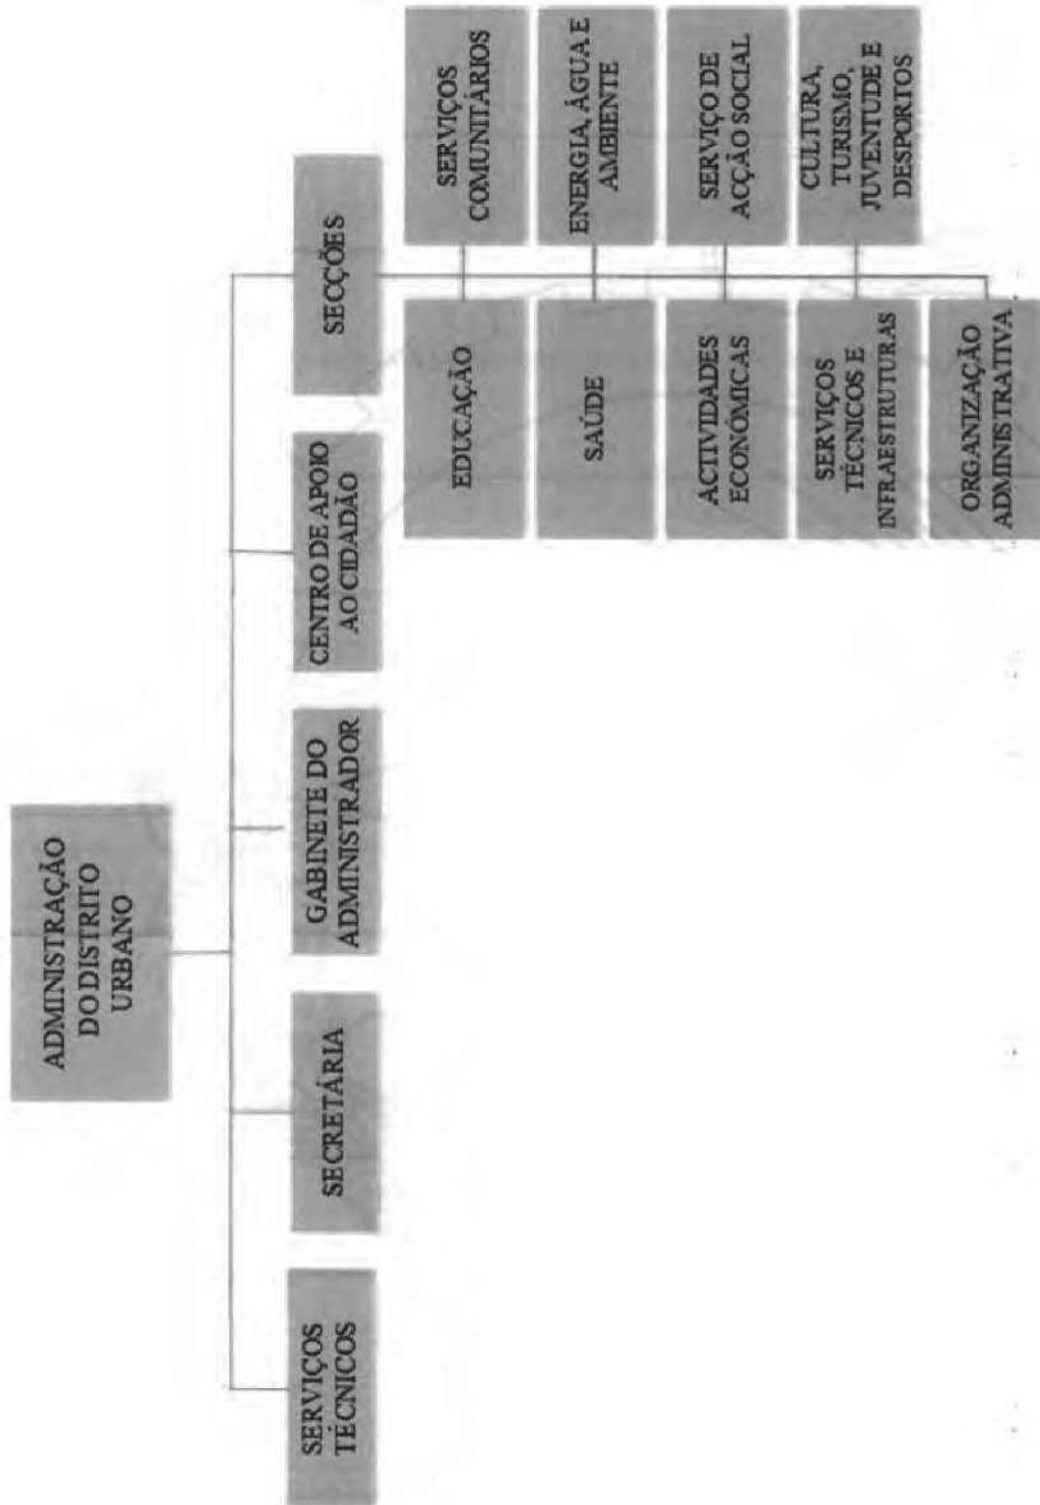 ADMINISTRAÇÃO
DO DISTRITO
URBANO
SERVIÇOS
TÉCNICOS
SECRETÁRIA
GABINETE DO
ADMINISTRADOR
CENTRO DE APOIO
AO CIDADÃO
SECÇÕES
EDUCAÇÃO
SERVIÇOS
COMUNITÁRIOS
SAÚDE
ENERGIA, ÁGUA E
AMBIENTE
ACTIVIDADES
ECONÓMICAS
SERVIÇO DE
ACÇÃO SOCIAL
SERVIÇOS
TÉCNICOS E
INFRAESTRUTURAS
CULTURA,
TURISMO,
JUVENTUDE E
DESPORTOS
ORGANIZAÇÃO
ADMINISTRATIVA